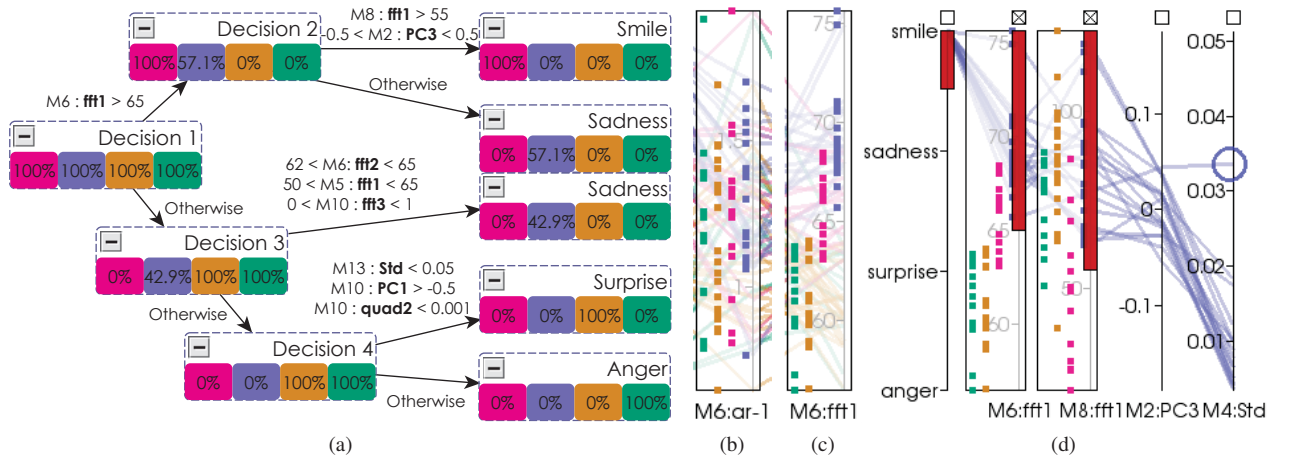 M8 : fft1 > 55
-0.5 < M2 : PC3 < 0.5
Decision 2
100% 57.1% 0% 0%
Smile
100% 0% 0% 0%
Otherwise
M6 : fft1 > 65
Decision 1
100% 100% 100% 100%
Sadness
0% 57.1% 0% 0%
62 < M6: fft2 < 65
50 < M5 : fft1 < 65
0 < M10 : fft3 < 1
Sadness
0% 42.9% 0% 0%
Otherwise
Decision 3
0% 42.9% 100% 100%
M13 : Std < 0.05
M10 : PC1 > -0.5
M10 : quad2 < 0.001
Surprise
0% 0% 100% 0%
Otherwise
Decision 4
0% 0% 100% 100%
Anger
0% 0% 0% 100%
Otherwise
(a)
1.5
1
M6:ar-1
(b)
75
70
65
60
M6:fft1
(c)
smile
sadness
surprise
anger
75
70
65
60
M6:fft1
100
50
M8:fft1
0.1
0
-0.1
M2:PC3
0.05
0.04
0.03
0.02
0.01
M4:Std
(d)